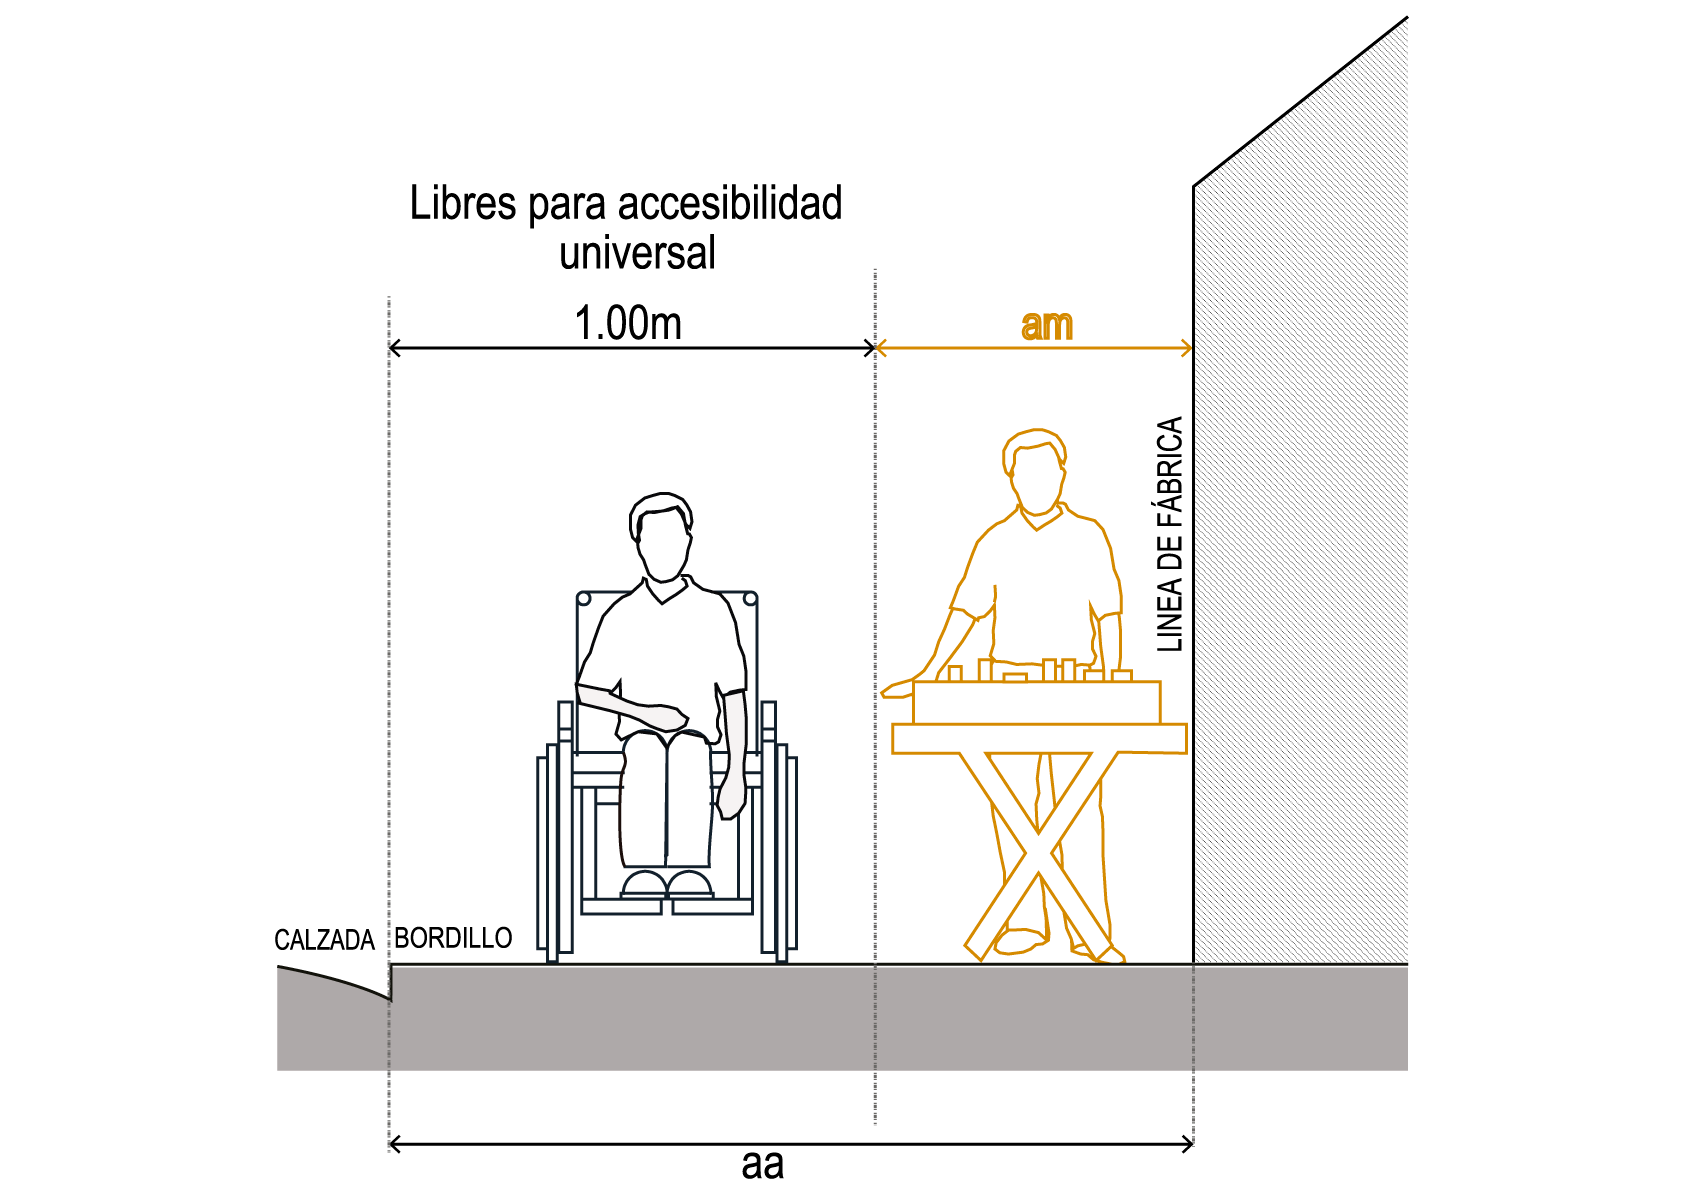 Libres para accesibilidad
universal
1.00m
am
LINEA DE FÁBRICA
CALZADA
BORDILLO
aa